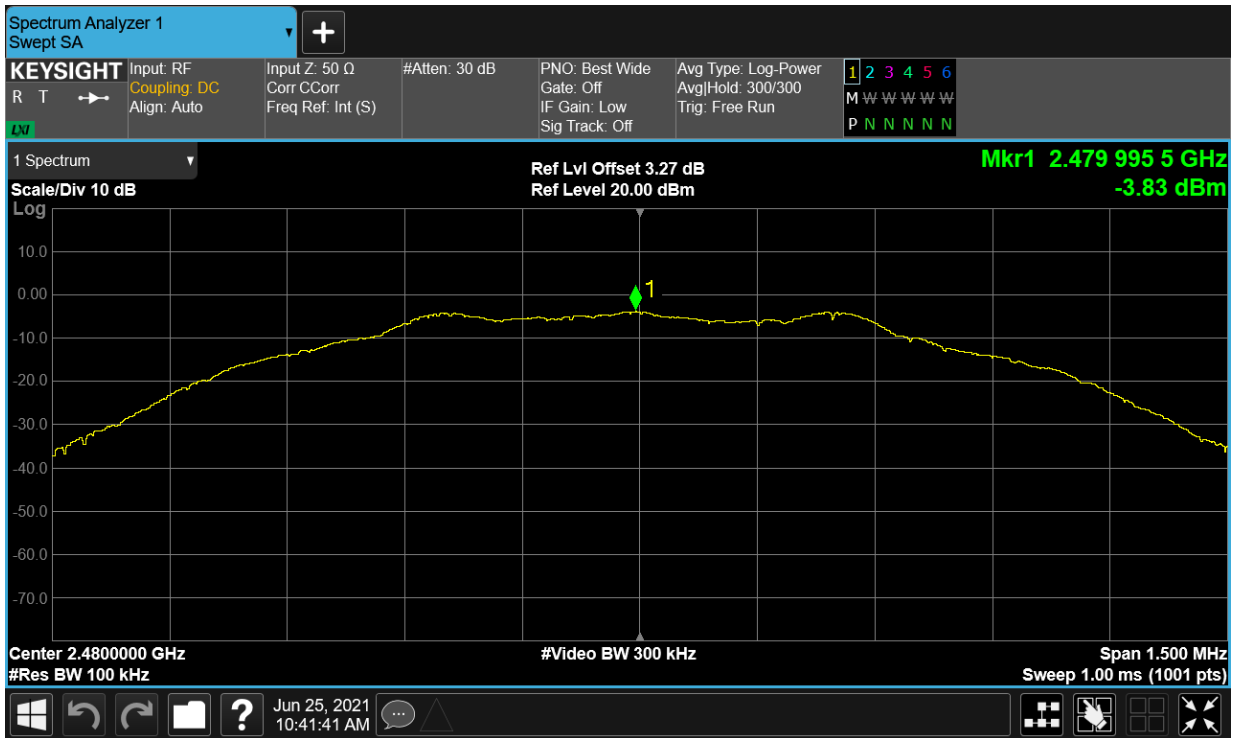 Spectrum Analyzer 1
Swept SA
+
KEYSIGHT
R T
LXI
Input: RF
Coupling: DC
Align: Auto
Input Z: 50 Ω
Corr CCorr
Freq Ref: Int (S)
#Atten: 30 dB
PNO: Best Wide
Gate: Off
IF Gain: Low
Sig Track: Off
Avg Type: Log-Power
Avg|Hold: 300/300
Trig: Free Run
1 2 3 4 5 6
M W W W W W
P N N N N N
1 Spectrum
Scale/Div 10 dB
Log
Ref Lvl Offset 3.27 dB
Ref Level 20.00 dBm
Mkr1 2.479 995 5 GHz
-3.83 dBm
10.0
0.00
-10.0
-20.0
-30.0
-40.0
-50.0
-60.0
-70.0
1
Center 2.4800000 GHz
#Res BW 100 kHz
#Video BW 300 kHz
Span 1.500 MHz
Sweep 1.00 ms (1001 pts)
?
Jun 25, 2021
10:41:41 AM